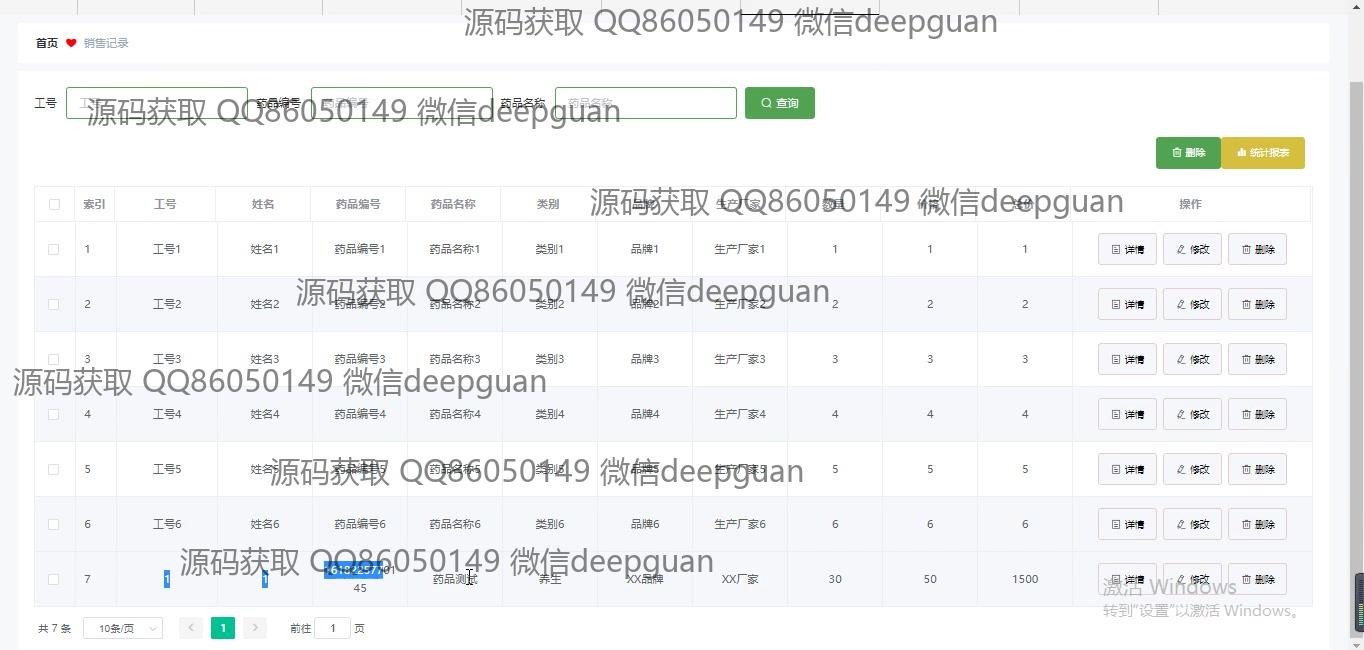 源码获取 QQ86050149 微信deepguan
首页 销售记录
工号 工号 药品编号 药品编号 药品名称 药品名称 查询
源码获取 QQ86050149 微信deepguan
删除 统计报表
索引 工号 姓名 药品编号 药品名称 类别 品牌 生产厂家 数量 价格 总价 操作
源码获取 QQ86050149 微信deepguan
1 工号1 姓名1 药品编号1 药品名称1 类别1 品牌1 生产厂家1 1 1 1 详情 修改 删除
源码获取 QQ86050149 微信deepguan
2 工号2 姓名2 药品编号2 药品名称2 类别2 品牌2 生产厂家2 2 2 2 详情 修改 删除
3 工号3 姓名3 药品编号3 药品名称3 类别3 品牌3 生产厂家3 3 3 3 详情 修改 删除
源码获取 QQ86050149 微信deepguan
4 工号4 姓名4 药品编号4 药品名称4 类别4 品牌4 生产厂家4 4 4 4 详情 修改 删除
5 工号5 姓名5 药品编号5 药品名称5 类别5 品牌5 生产厂家5 5 5 5 详情 修改 删除
源码获取 QQ86050149 微信deepguan
6 工号6 姓名6 药品编号6 药品名称6 类别6 品牌6 生产厂家6 6 6 6 详情 修改 删除
源码获取 QQ86050149 微信deepguan
7 1 1 药品测试 养生 XX品牌 XX厂家 30 50 1500 详情 修改 删除
45
激活 Windows
转到"设置"以激活 Windows。
共 7 条 10条/页 1 前往 1 页